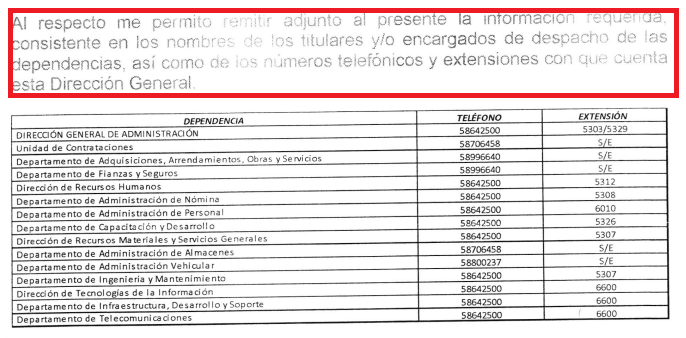 Al respecto me permito remitir adjunto al presente la información requerida,
consistente en los nombres de los titulares y/o encargados de despacho de las
dependencias, así como de los números telefónicos y extensiones con que cuenta
esta Dirección General.
DEPENDENCIA TELÉFONO EXTENSIÓN
DIRECCIÓN GENERAL DE ADMINISTRACIÓN 58642500 5303/5329
Unidad de Contrataciones 58706458 S/E
Departamento de Adquisiciones, Arrendamientos, Obras y Servicios 58996640 S/E
Departamento de Fianzas y Seguros 58996640 S/E
Dirección de Recursos Humanos 58642500 5312
Departamento de Administración de Nómina 58642500 5308
Departamento de Administración de Personal 58642500 6010
Departamento de Capacitación y Desarrollo 58642500 5326
Dirección de Recursos Materiales y Servicios Generales 58642500 5307
Departamento de Administración de Almacenes 58706458 S/E
Departamento de Administración Vehicular 58800237 S/E
Departamento de Ingeniería y Mantenimiento 58642500 5307
Dirección de Tecnologías de la Información 58642500 6600
Departamento de Infraestructura, Desarrollo y Soporte 58642500 6600
Departamento de Telecomunicaciones 58642500 6600